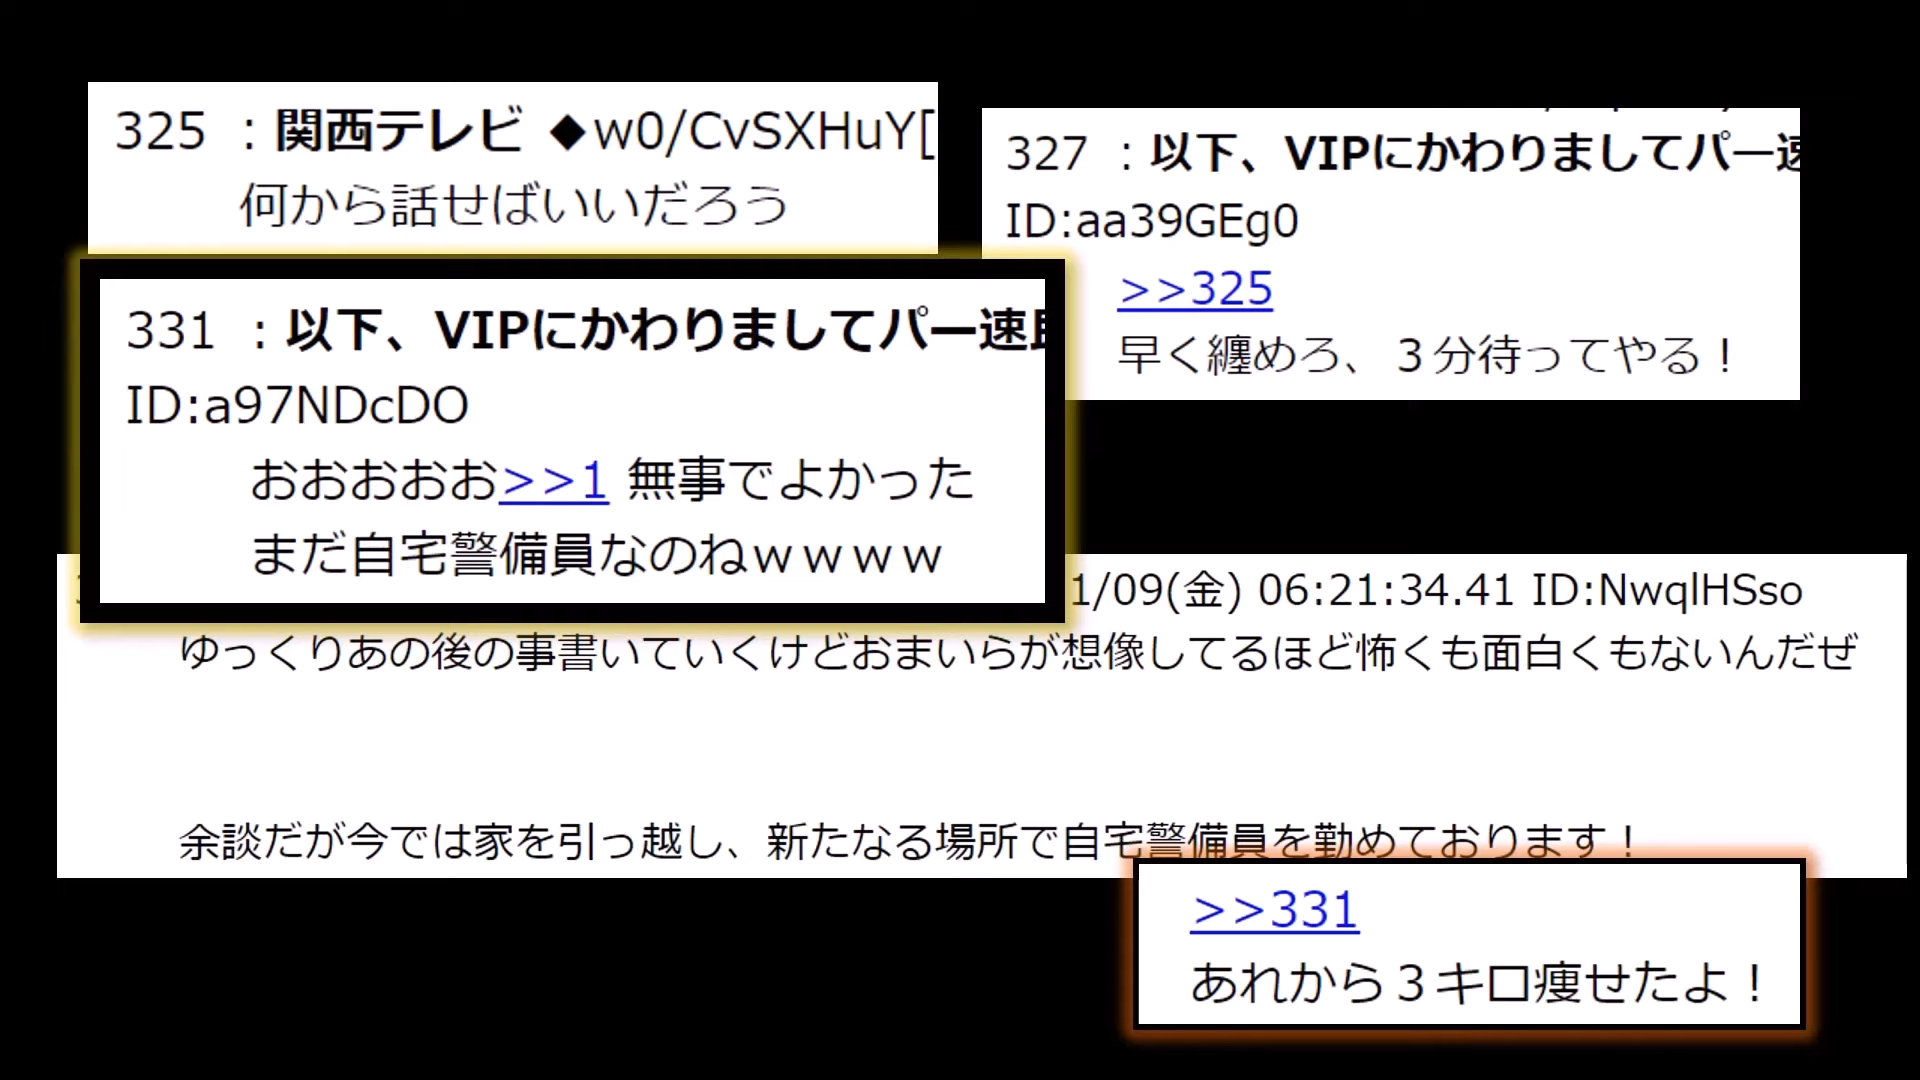 325 ：関西テレビ ◆w0/CvSXHuY[
何から話せばいいだろう
327 ：以下、VIPにかわりましてパー速
ID:aa39GEg0
>>325
早く纏めろ、３分待ってやる！
331 ：以下、VIPにかわりましてパー速
ID:a97NDcDO
おおおおお>>1 無事でよかった
まだ自宅警備員なのねｗｗｗｗ
1/09(金) 06:21:34.41 ID:NwqlHSso
ゆっくりあの後の事書いていくけどおまいらが想像してるほど怖くも面白くもないんだぜ
余談だが今では家を引っ越し、新たなる場所で自宅警備員を勤めております！
>>331
あれから３キロ痩せたよ！